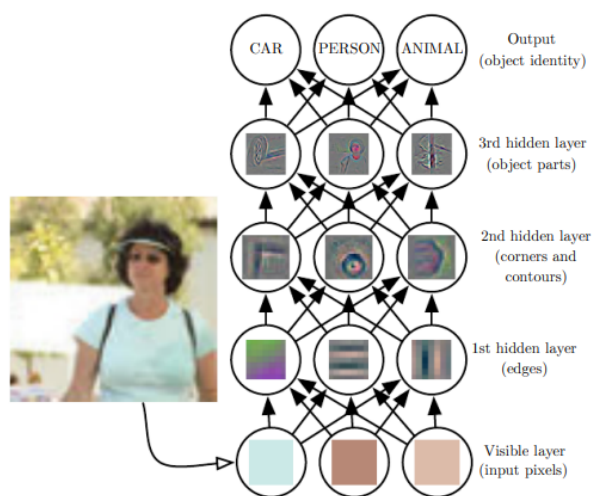 CAR PERSON ANIMAL
Output
(object identity)
3rd hidden layer
(object parts)
2nd hidden layer
(corners and
contours)
1st hidden layer
(edges)
Visible layer
(input pixels)